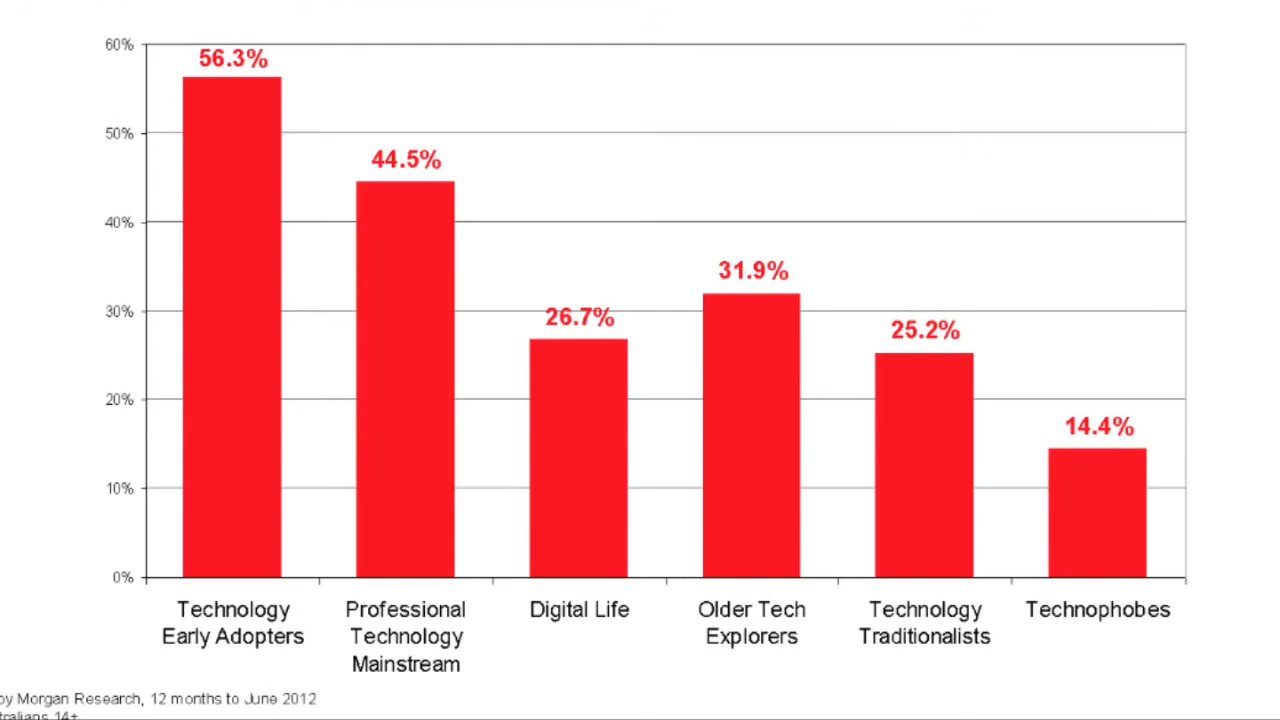 60%
56.3%
50%
44.5%
40%
31.9%
30%
26.7%
25.2%
20%
14.4%
10%
0%
Technology
Early Adopters
Professional
Technology
Mainstream
Digital Life
Older Tech
Explorers
Technology
Traditionalists
Technophobes
Morgan Research, 12 months to June 2012
14+